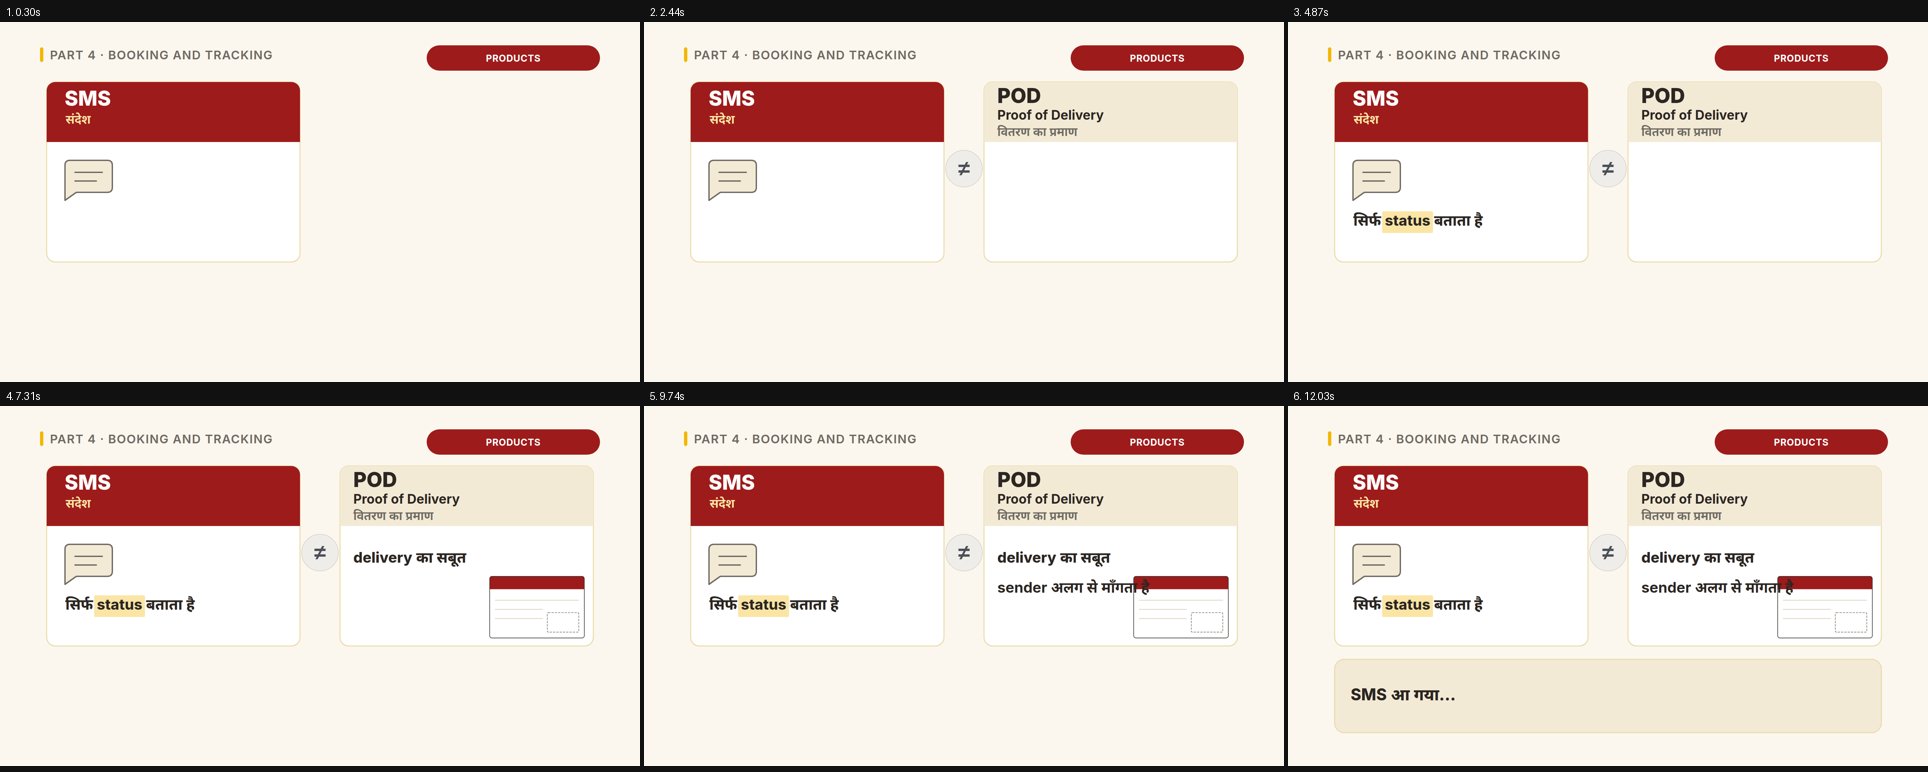 1. 0.30s
PART 4 · BOOKING AND TRACKING
PRODUCTS
SMS
संदेश
2. 2.44s
PART 4 · BOOKING AND TRACKING
PRODUCTS
SMS
संदेश
≠
POD
Proof of Delivery
वितरण का प्रमाण
3. 4.87s
PART 4 · BOOKING AND TRACKING
PRODUCTS
SMS
संदेश
सिर्फ status बताता है
≠
POD
Proof of Delivery
वितरण का प्रमाण
4. 7.31s
PART 4 · BOOKING AND TRACKING
PRODUCTS
SMS
संदेश
सिर्फ status बताता है
≠
POD
Proof of Delivery
वितरण का प्रमाण
delivery का सबूत
5. 9.74s
PART 4 · BOOKING AND TRACKING
PRODUCTS
SMS
संदेश
सिर्फ status बताता है
≠
POD
Proof of Delivery
वितरण का प्रमाण
delivery का सबूत
sender अलग से माँगता है
6. 12.03s
PART 4 · BOOKING AND TRACKING
PRODUCTS
SMS
संदेश
सिर्फ status बताता है
≠
POD
Proof of Delivery
वितरण का प्रमाण
delivery का सबूत
sender अलग से माँगता है
SMS आ गया...